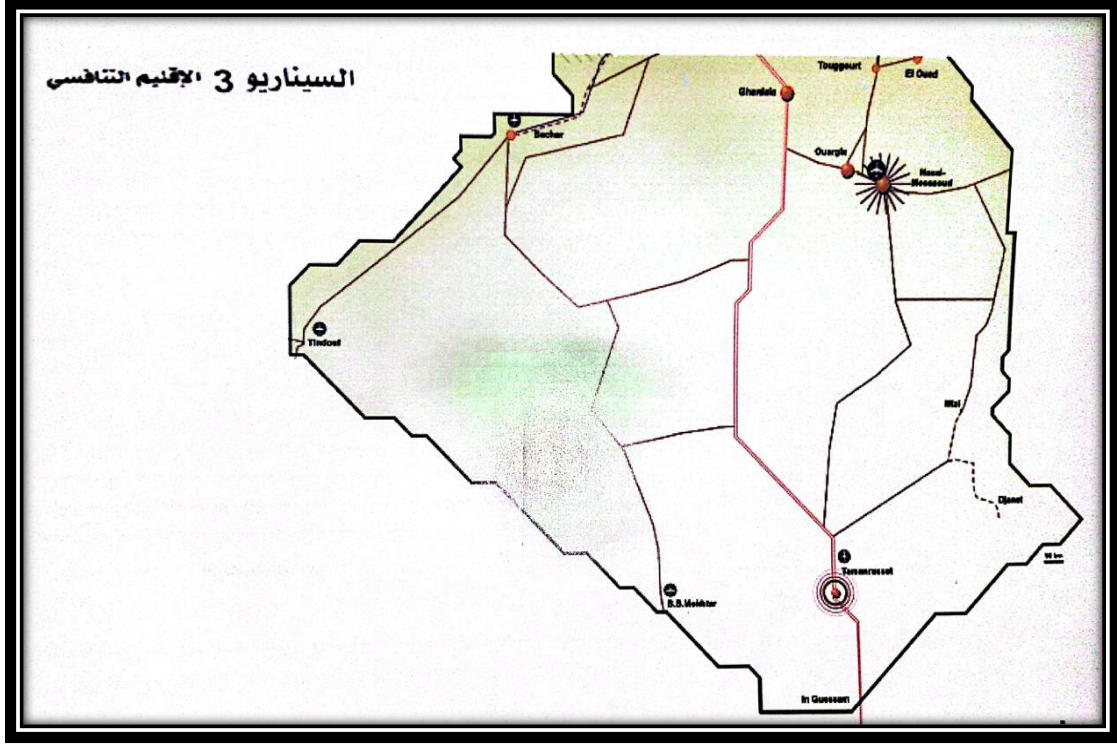 السيناريو 3 الإقليم التنافسي
Touggourt
El Oued
Ghardaia
Bechar
Ouargla
Hassi-
Messaoud
Tindouf
Illizi
Djanet
Tamanrasset
B.B.Mokhtar
In Guezzam